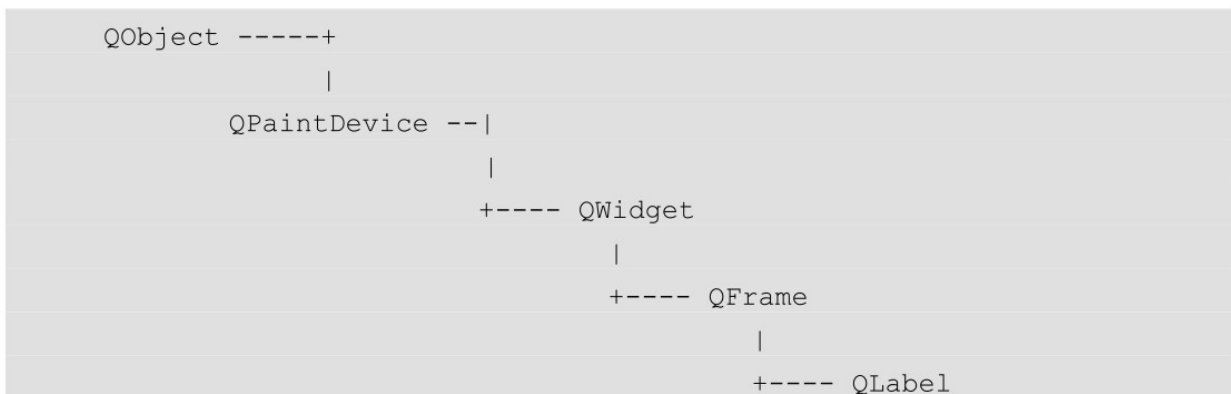 QObject -----+
|
QPaintDevice --|
|
+---- QWidget
|
+---- QFrame
|
+---- QLabel